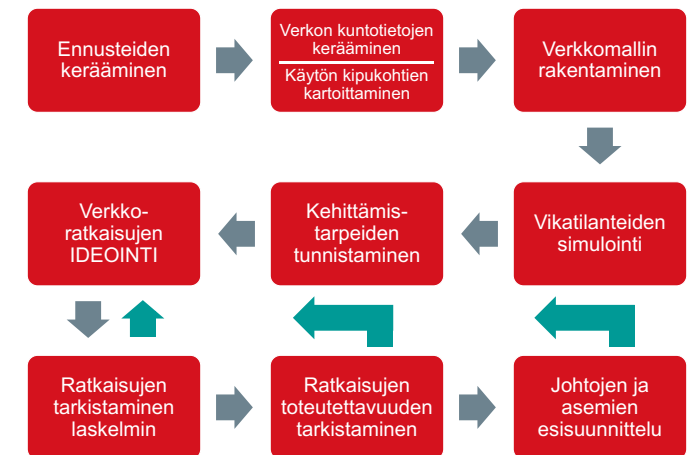 Ennusteiden
kerääminen
Verkon kuntotietojen
kerääminen
Käytön kipukohtien
kartoittaminen
Verkkomallin
rakentaminen
Verkko-
ratkaisujen
IDEOINTI
Kehittämis-
tarpeiden
tunnistaminen
Vikatilanteiden
simulointi
Ratkaisujen
tarkistaminen
laskelmin
Ratkaisujen
toteutettavuuden
tarkistaminen
Johtojen ja
asemien
esisuunnittelu